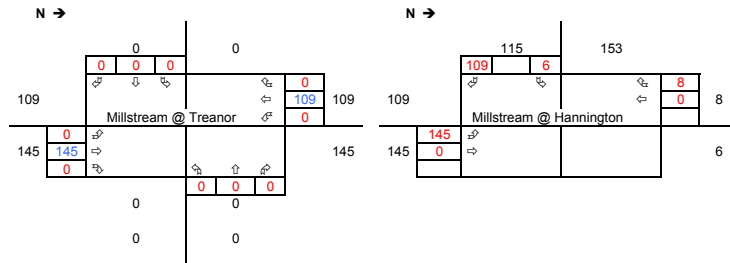 N ➔ N ➔
0 0 115 153
0 0 0 109 6
0 8
109 109 109 109 0 8
Millstream @ Treanor 0 Millstream @ Hannington
0 145
145 145 145 145 0 6
0
0 0 0
0 0
0 0